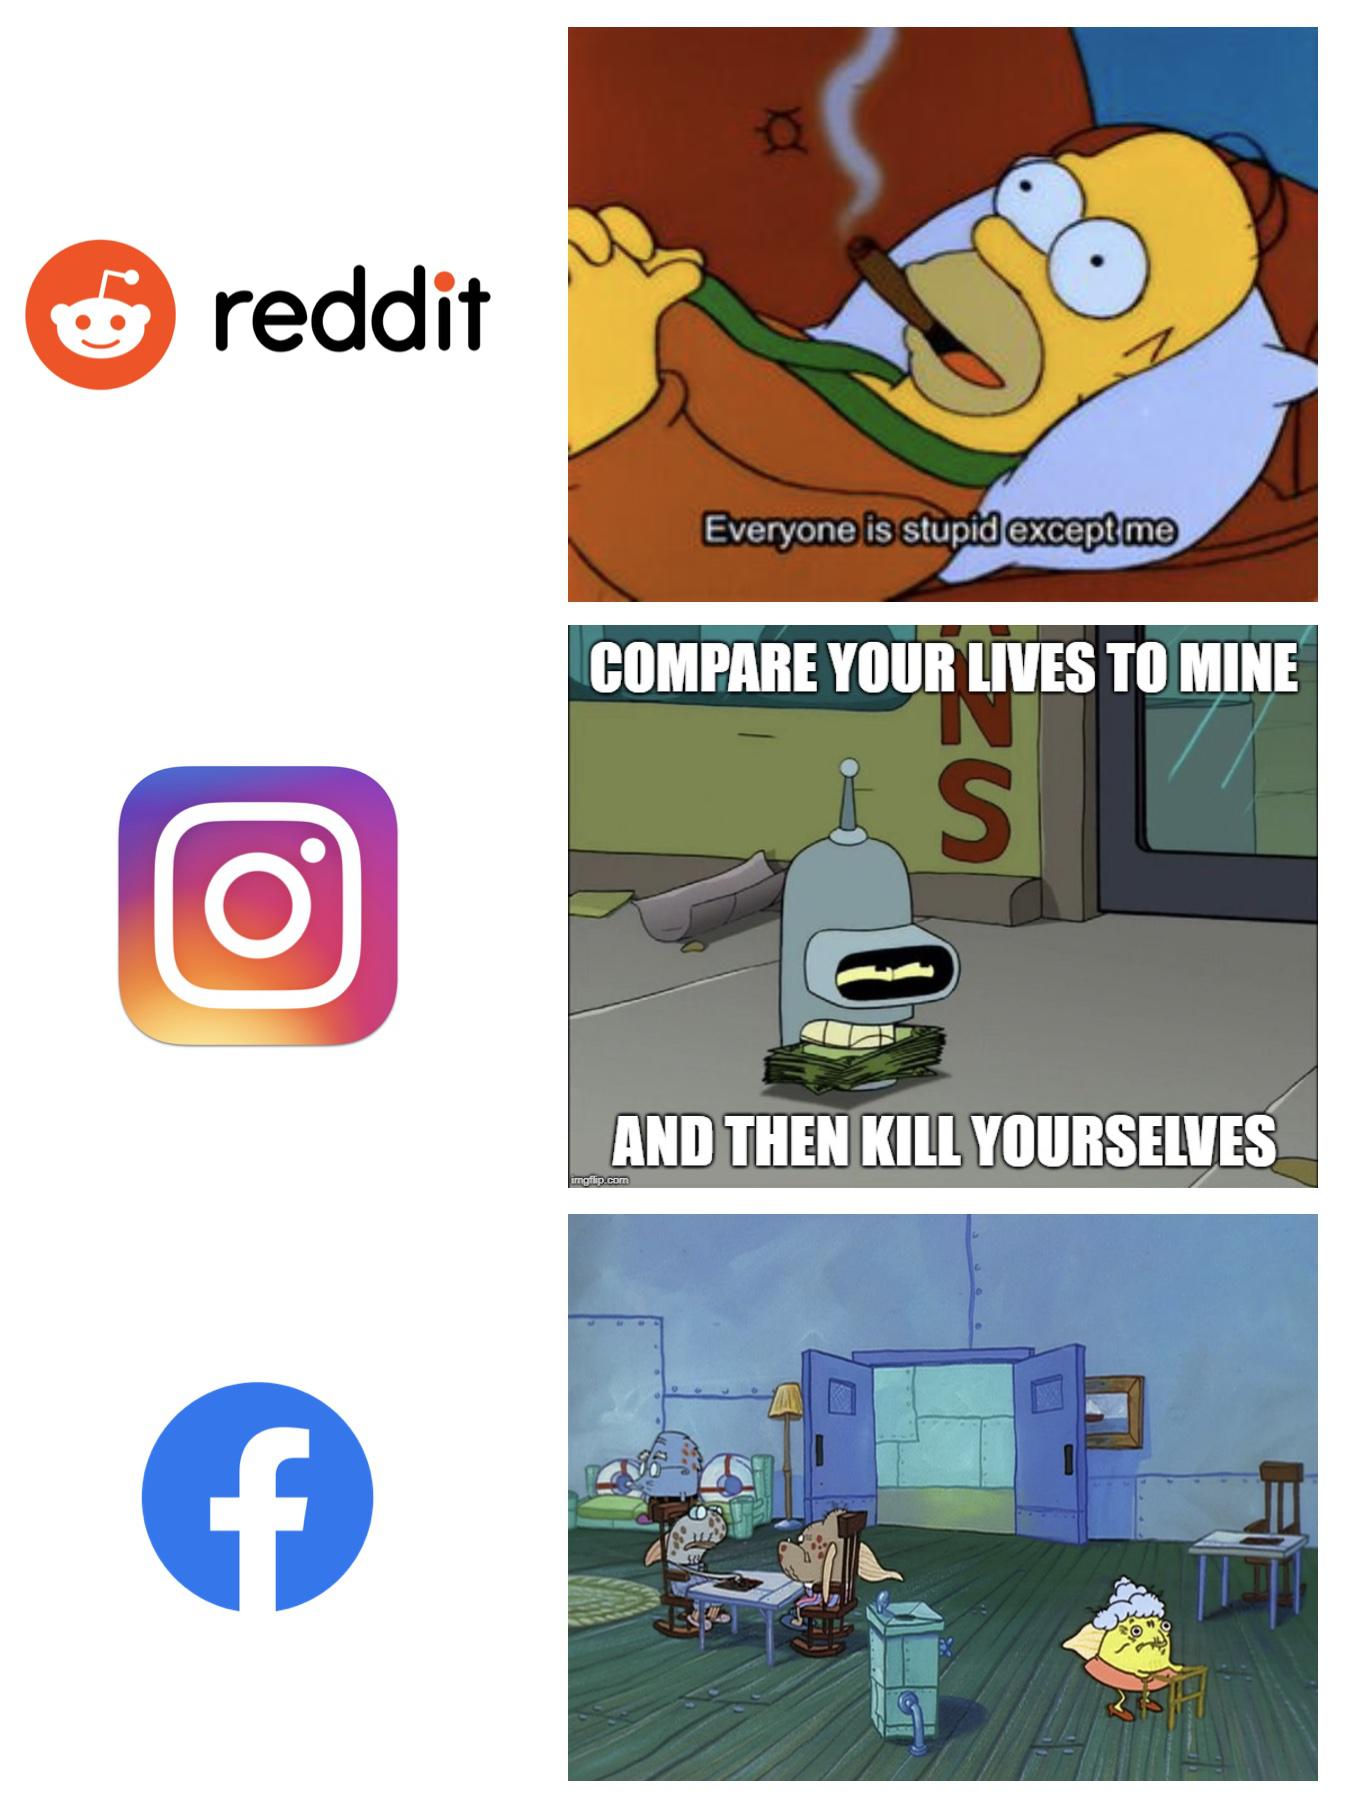 reddit
Everyone is stupid except me
COMPARE YOUR LIVES TO MINE
NS
AND THEN KILL YOURSELVES
imgflip.com
f